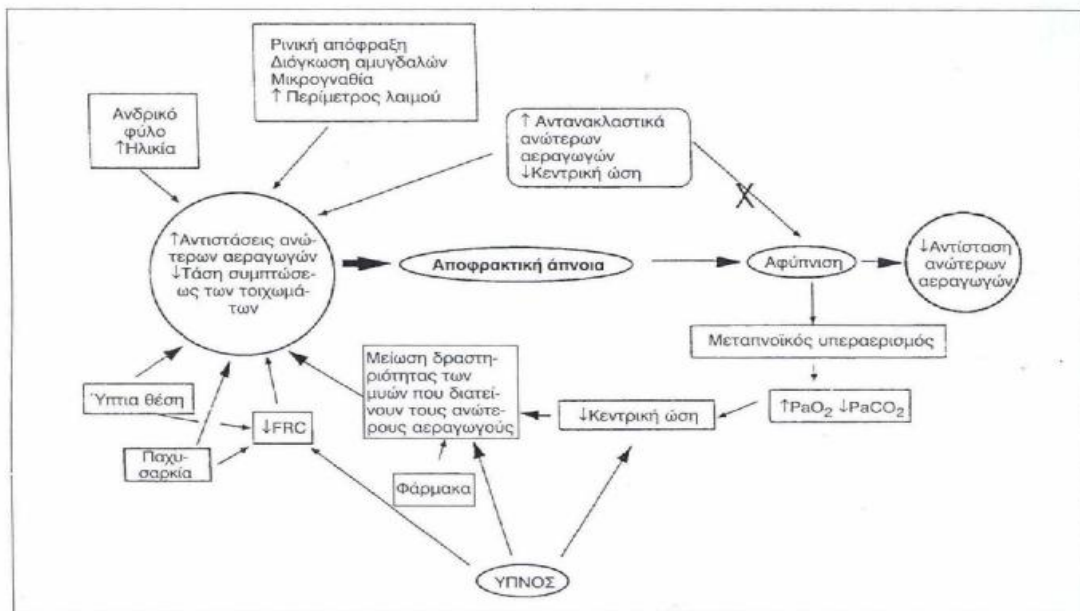 Ρινική απόφραξη
Διόγκωση αμυγδαλών
Μικρογναθία
↑ Περίμετρος λαιμού
Ανδρικό
φύλο
↑Ηλικία
↑ Αντανακλαστικά
ανώτερων
αεραγωγών
↓Κεντρική ώση
↑Αντιστάσεις ανώ-
τερων αεραγωγών
↓Τάση συμπτώσε-
ως των τοιχωμά-
των
Αποφρακτική άπνοια
Αφύπνιση
↓Αντίσταση
ανώτερων
αεραγωγών
Μεταπνοϊκός υπεραερισμός
↑PaO2 ↓PaCO2
Μείωση δραστη-
ριότητας των
μυών που διατεί-
νουν τους ανώτε-
ρους αεραγωγούς
↓Κεντρική ώση
Ύπτια θέση
↓FRC
Παχυ-
σαρκία
Φάρμακα
ΥΠΝΟΣ